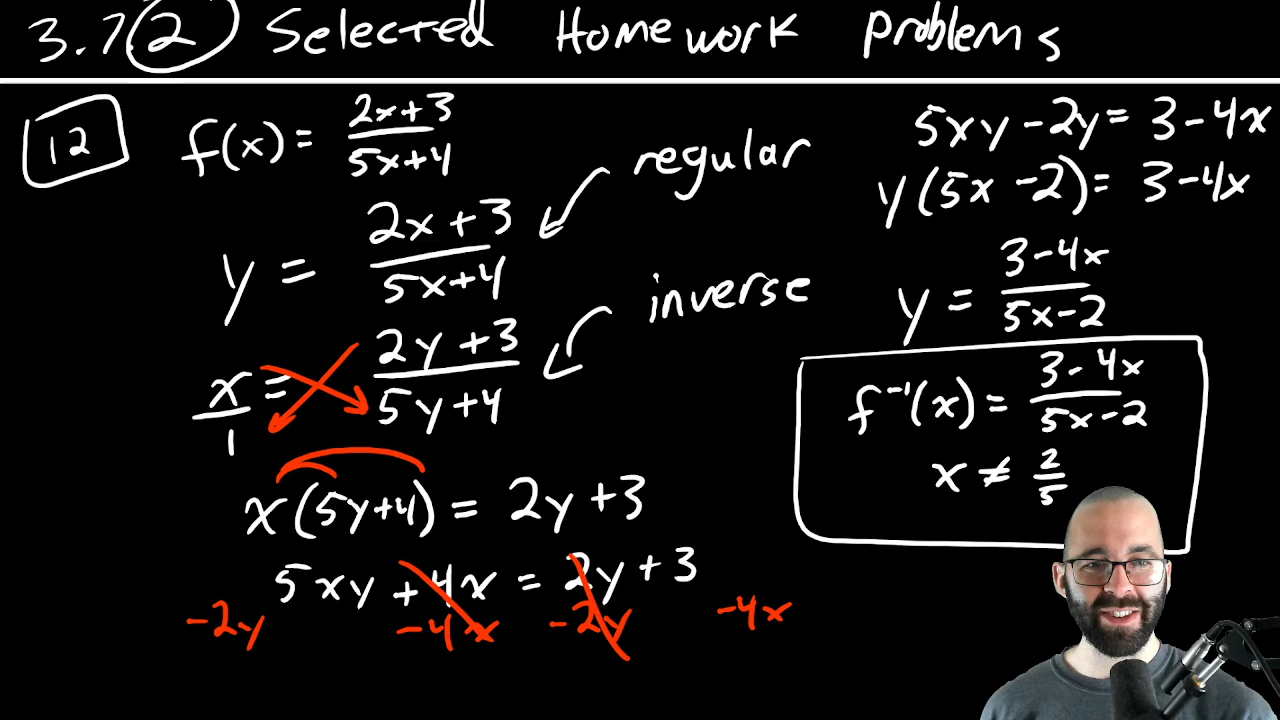 3.7.2 Selected Homework Problems
12
f(x) = (2x+3)/(5x+4)
regular
y = (2x+3)/(5x+4)
inverse
x/1 = (2y+3)/(5y+4)
x(5y+4) = 2y+3
5xy + 4x = 2y + 3
-2y -4x -2y -4x
5xy - 2y = 3 - 4x
y(5x - 2) = 3 - 4x
y = (3-4x)/(5x-2)
f⁻¹(x) = (3-4x)/(5x-2)
x ≠ 2/5